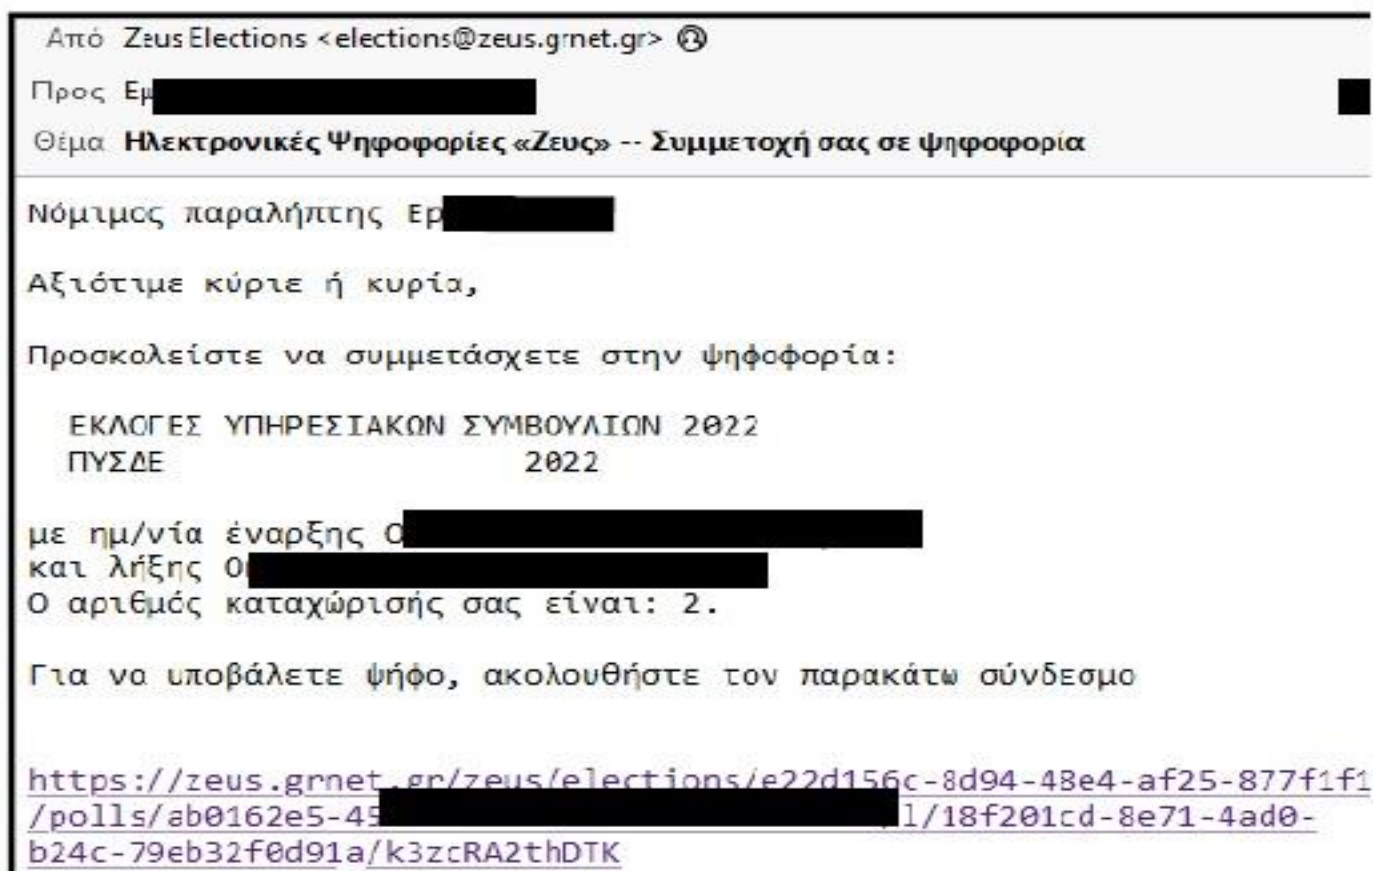 Από Zeus Elections <elections@zeus.grnet.gr>
Προς Εμ
Θέμα Ηλεκτρονικές Ψηφοφορίες «Ζευς» -- Συμμετοχή σας σε ψηφοφορία
Νόμιμος παραλήπτης Ερ
Αξιότιμε κύριε ή κυρία,
Προσκαλείστε να συμμετάσχετε στην ψηφοφορία:
ΕΚΛΟΓΕΣ ΥΠΗΡΕΣΙΑΚΩΝ ΣΥΜΒΟΥΛΙΩΝ 2022
ΠΥΣΔΕ 2022
με ημ/νία έναρξης Ο
και λήξης Ο
Ο αριθμός καταχώρισής σας είναι: 2.
Για να υποβάλετε ψήφο, ακολουθήστε τον παρακάτω σύνδεσμο
https://zeus.grnet.gr/zeus/elections/e22d156c-8d94-48e4-af25-877f1f1
/polls/ab0162e5-45 l/18f201cd-8e71-4ad0-
b24c-79eb32f0d91a/k3zcRA2thDTK